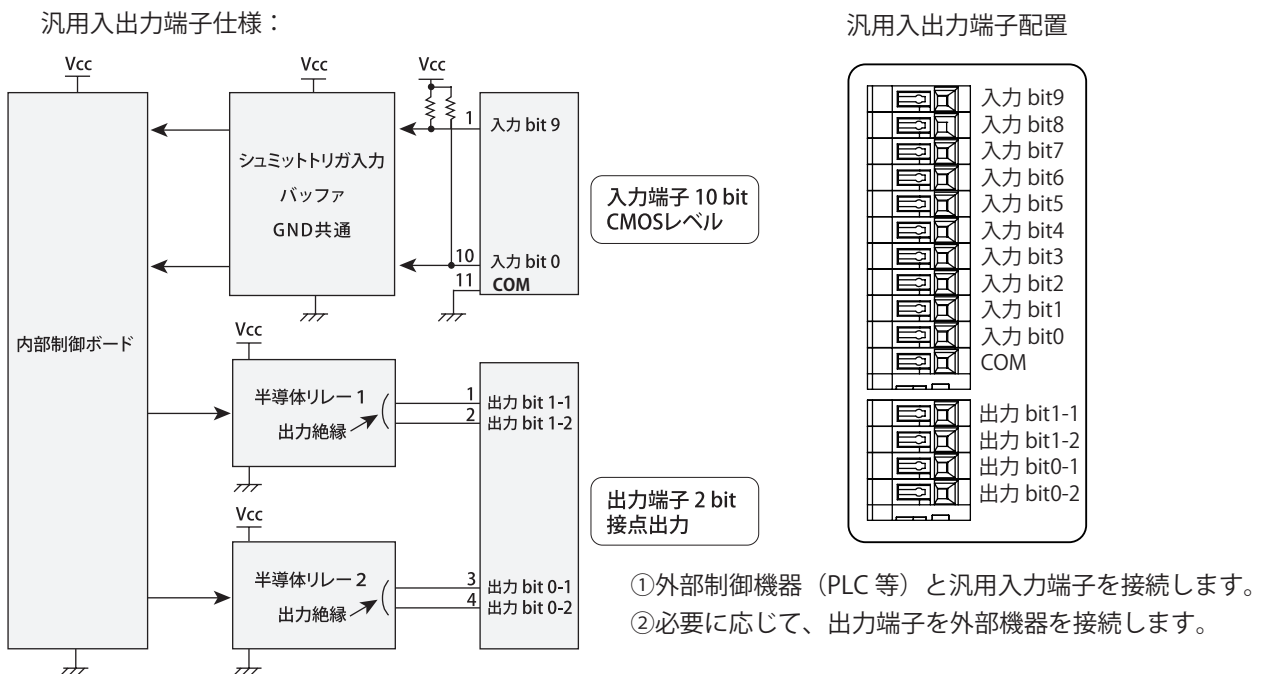 汎用入出力端子仕様：
Vcc
Vcc
Vcc
内部制御ボード
シュミットトリガ入力
バッファ
GND共通
1 入力 bit 9
10 入力 bit 0
11 COM
入力端子 10 bit
CMOSレベル
Vcc
半導体リレー 1
出力絶縁
1 出力 bit 1-1
2 出力 bit 1-2
Vcc
半導体リレー 2
出力絶縁
3 出力 bit 0-1
4 出力 bit 0-2
出力端子 2 bit
接点出力
汎用入出力端子配置
入力 bit9
入力 bit8
入力 bit7
入力 bit6
入力 bit5
入力 bit4
入力 bit3
入力 bit2
入力 bit1
入力 bit0
COM
出力 bit1-1
出力 bit1-2
出力 bit0-1
出力 bit0-2
①外部制御機器（PLC 等）と汎用入力端子を接続します。
②必要に応じて、出力端子を外部機器を接続します。